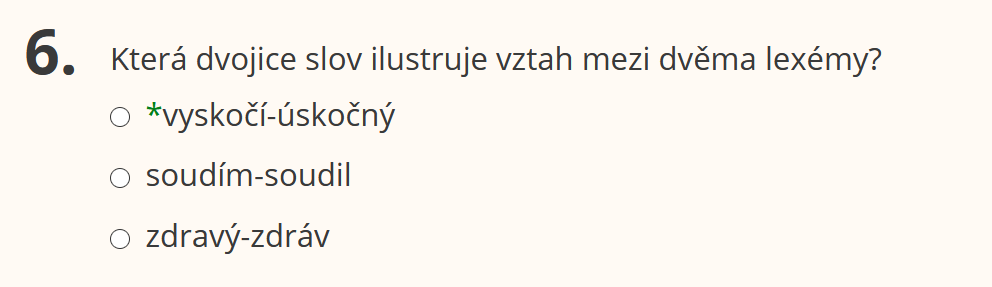 6. Která dvojice slov ilustruje vztah mezi dvěma lexémy?
*vyskočí-úskočný
soudím-soudil
zdravý-zdráv